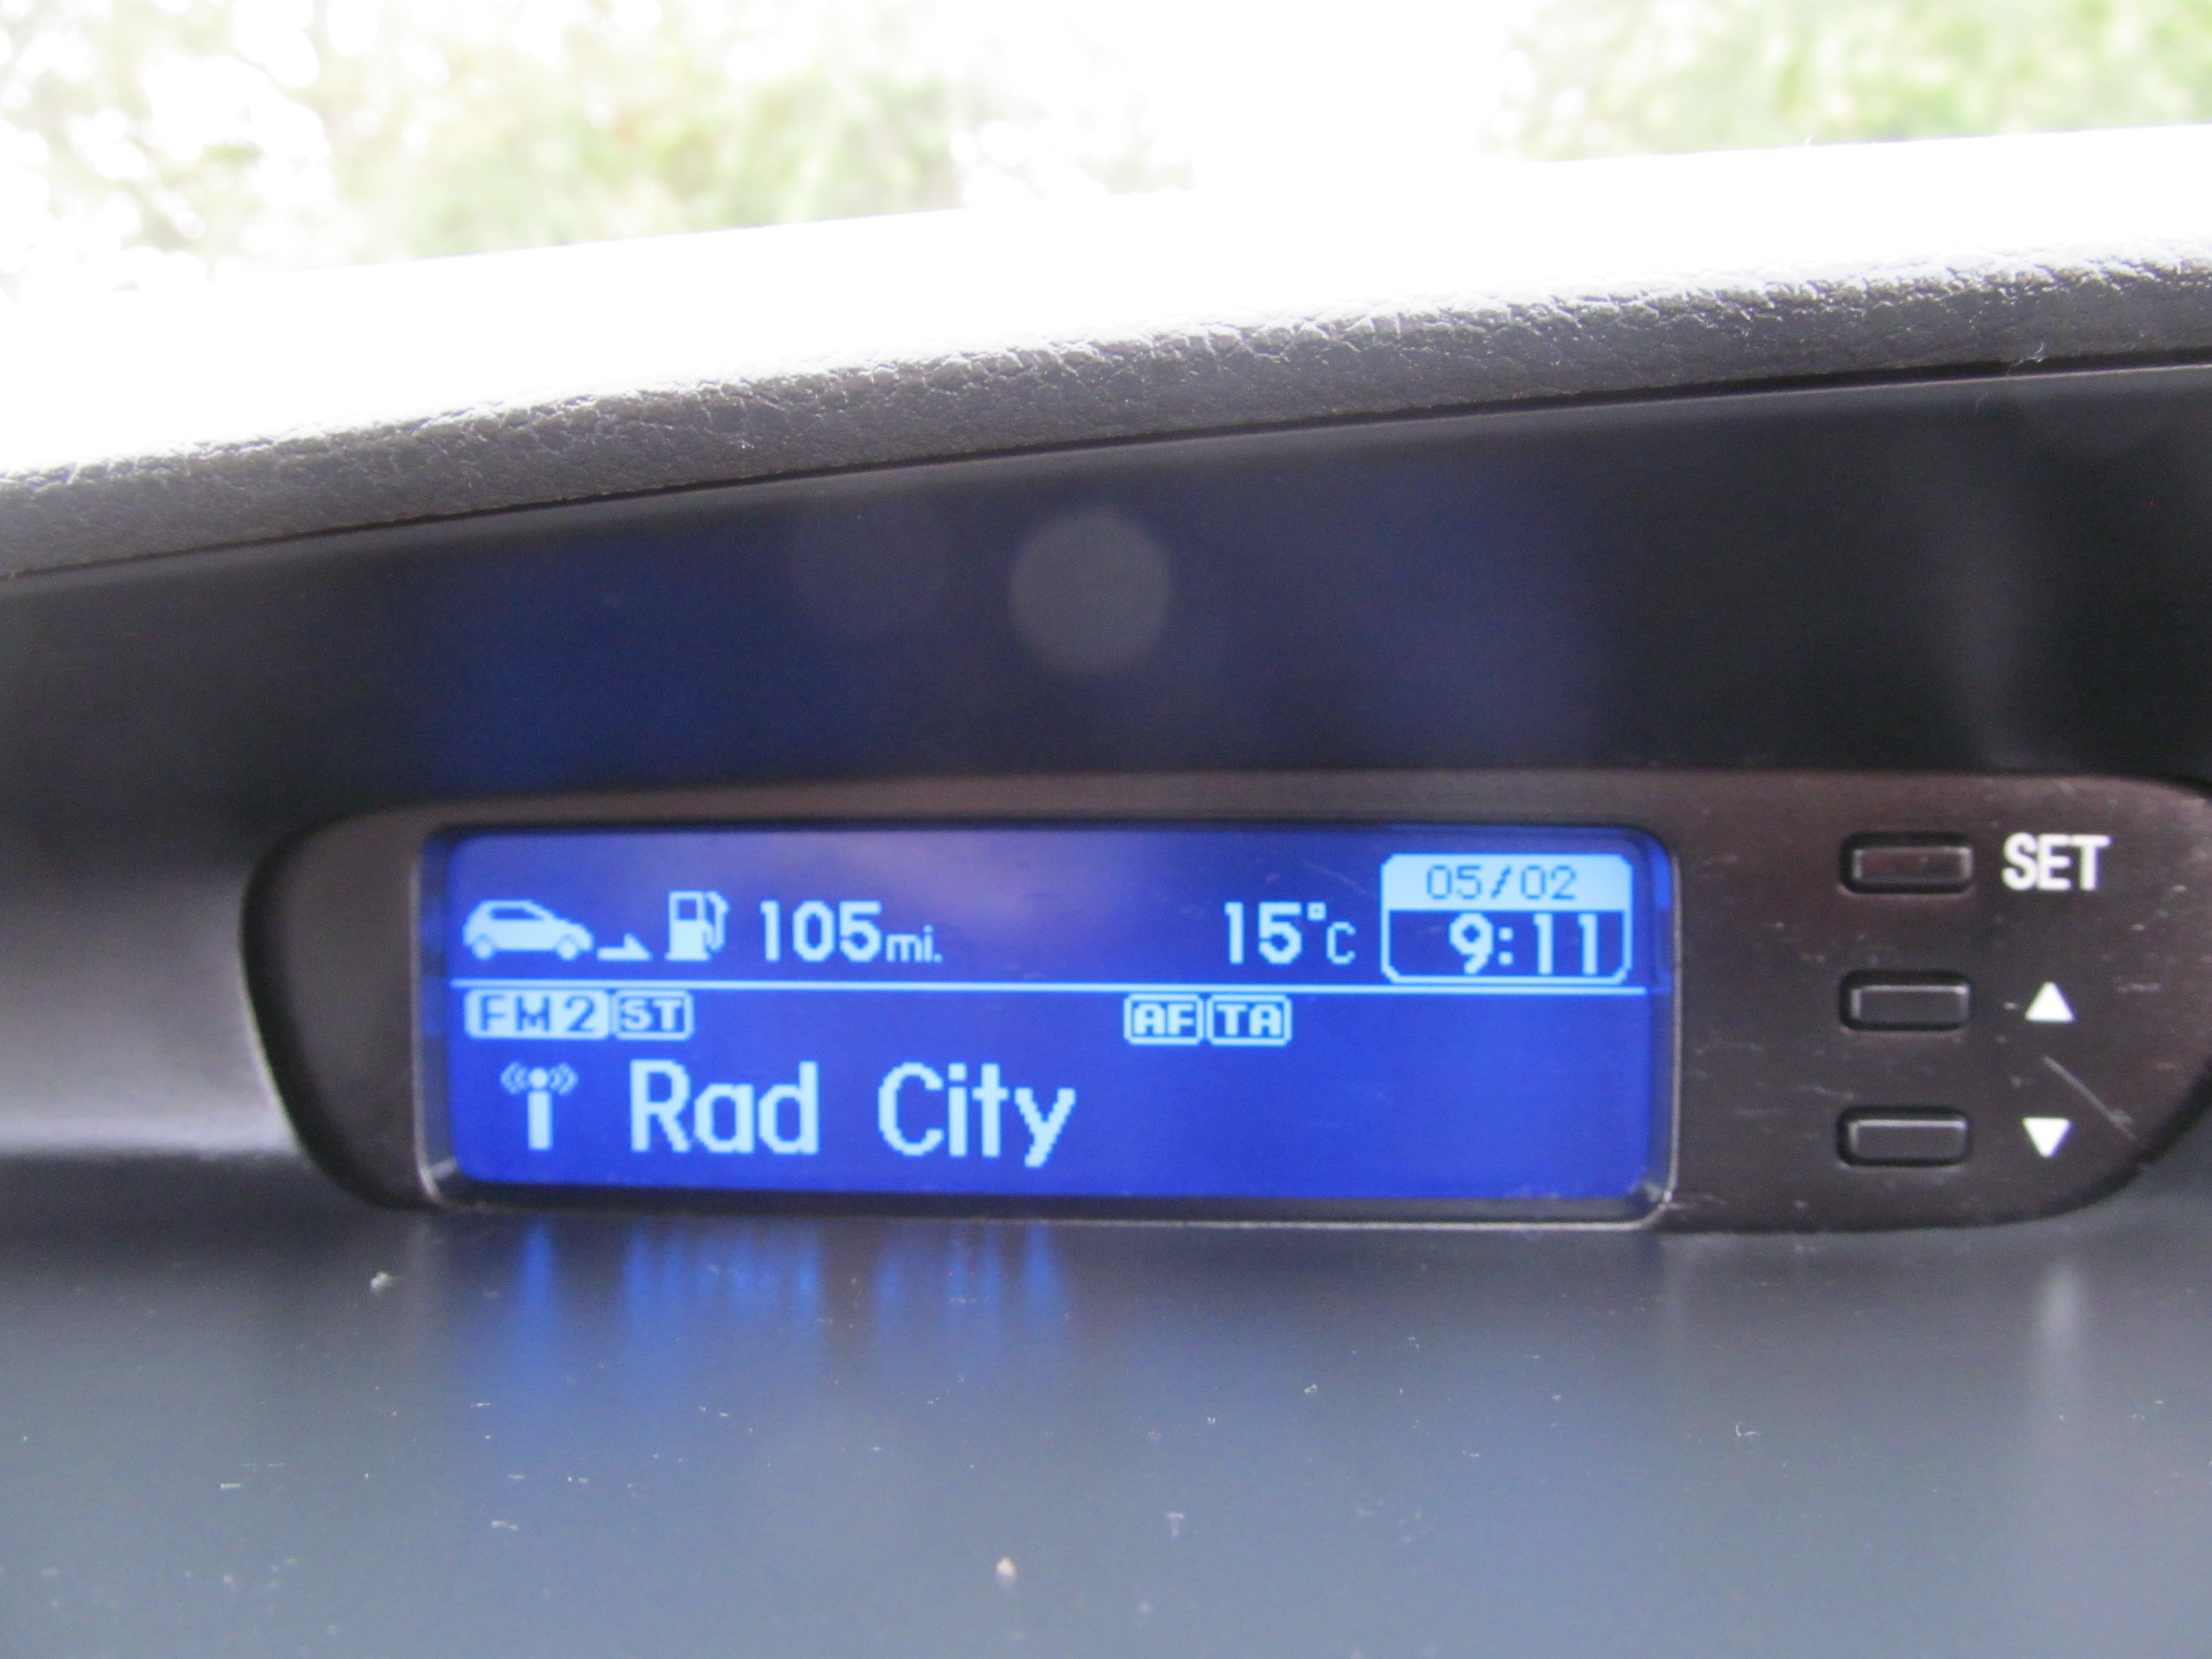 05/02
105mi. 15°C 9:11
FM2 ST AF TA
Rad City
SET